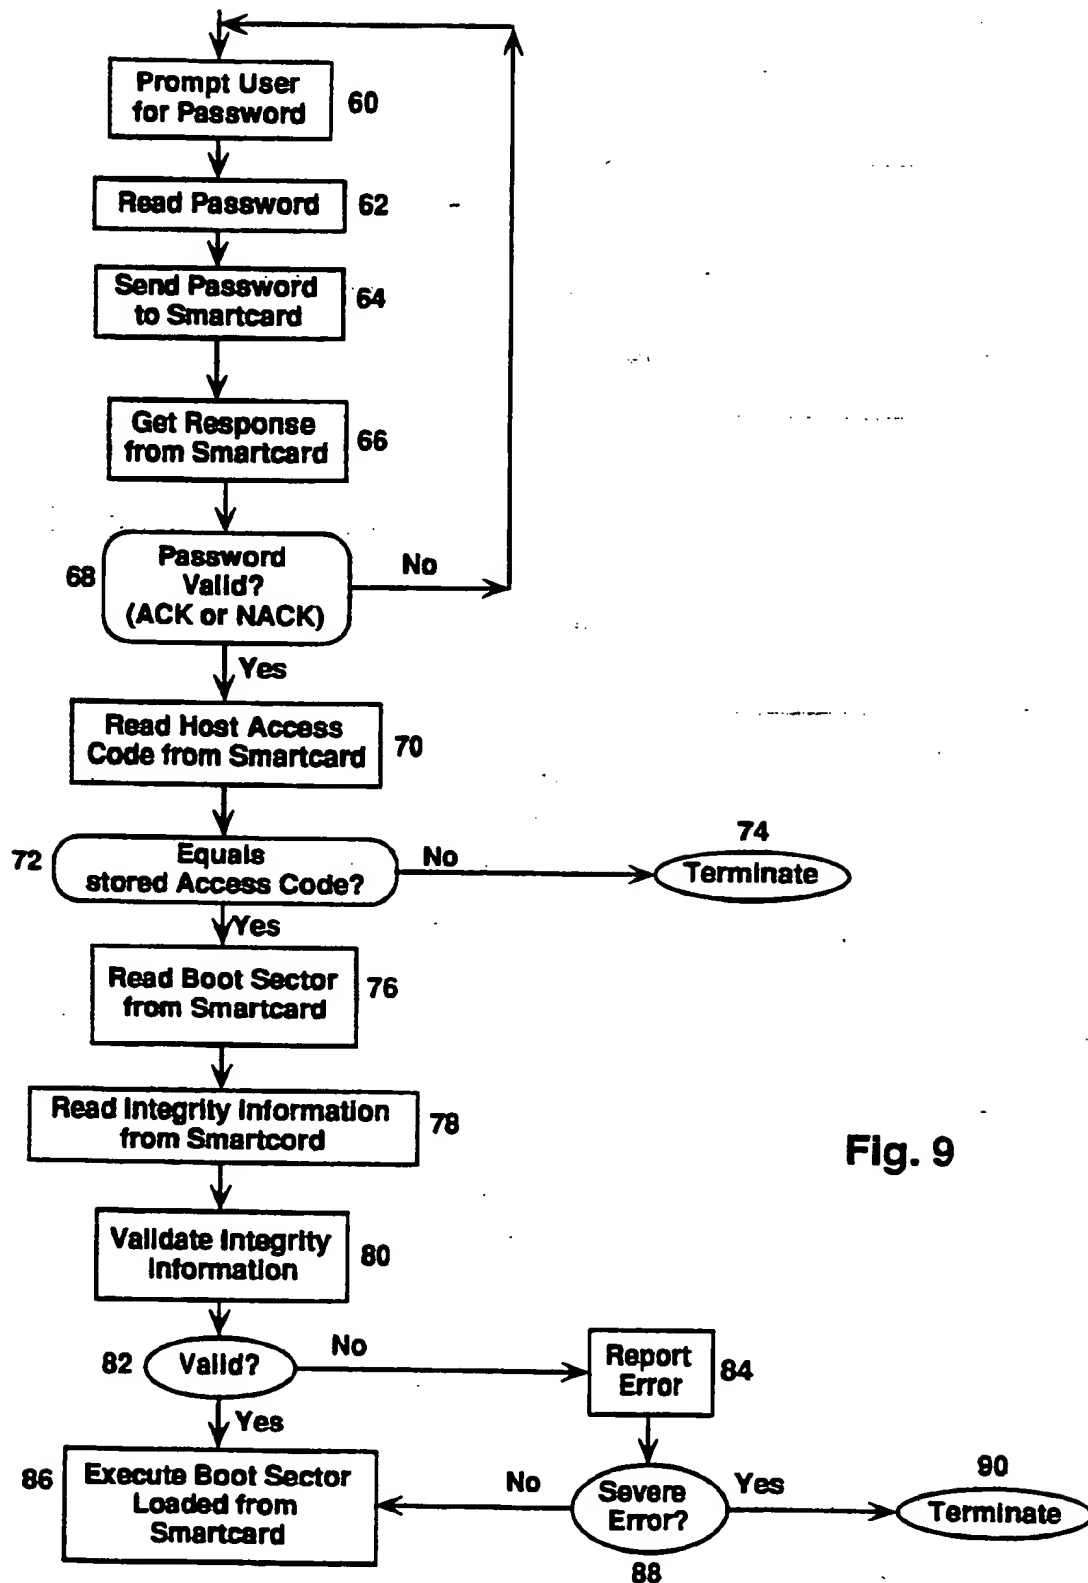 Prompt User
for Password
60
Read Password
62
Send Password
to Smartcard
64
Get Response
from Smartcard
66
Password
Valid?
(ACK or NACK)
68
No
Yes
Read Host Access
Code from Smartcard
70
72
Equals
stored Access Code?
No
74
Terminate
Yes
Read Boot Sector
from Smartcard
76
Read Integrity Information
from Smartcord
78
Fig. 9
Validate Integrity
Information
80
82
Valid?
No
Report
Error
84
Yes
86
Execute Boot Sector
Loaded from
Smartcard
No
Severe
Error?
88
Yes
90
Terminate